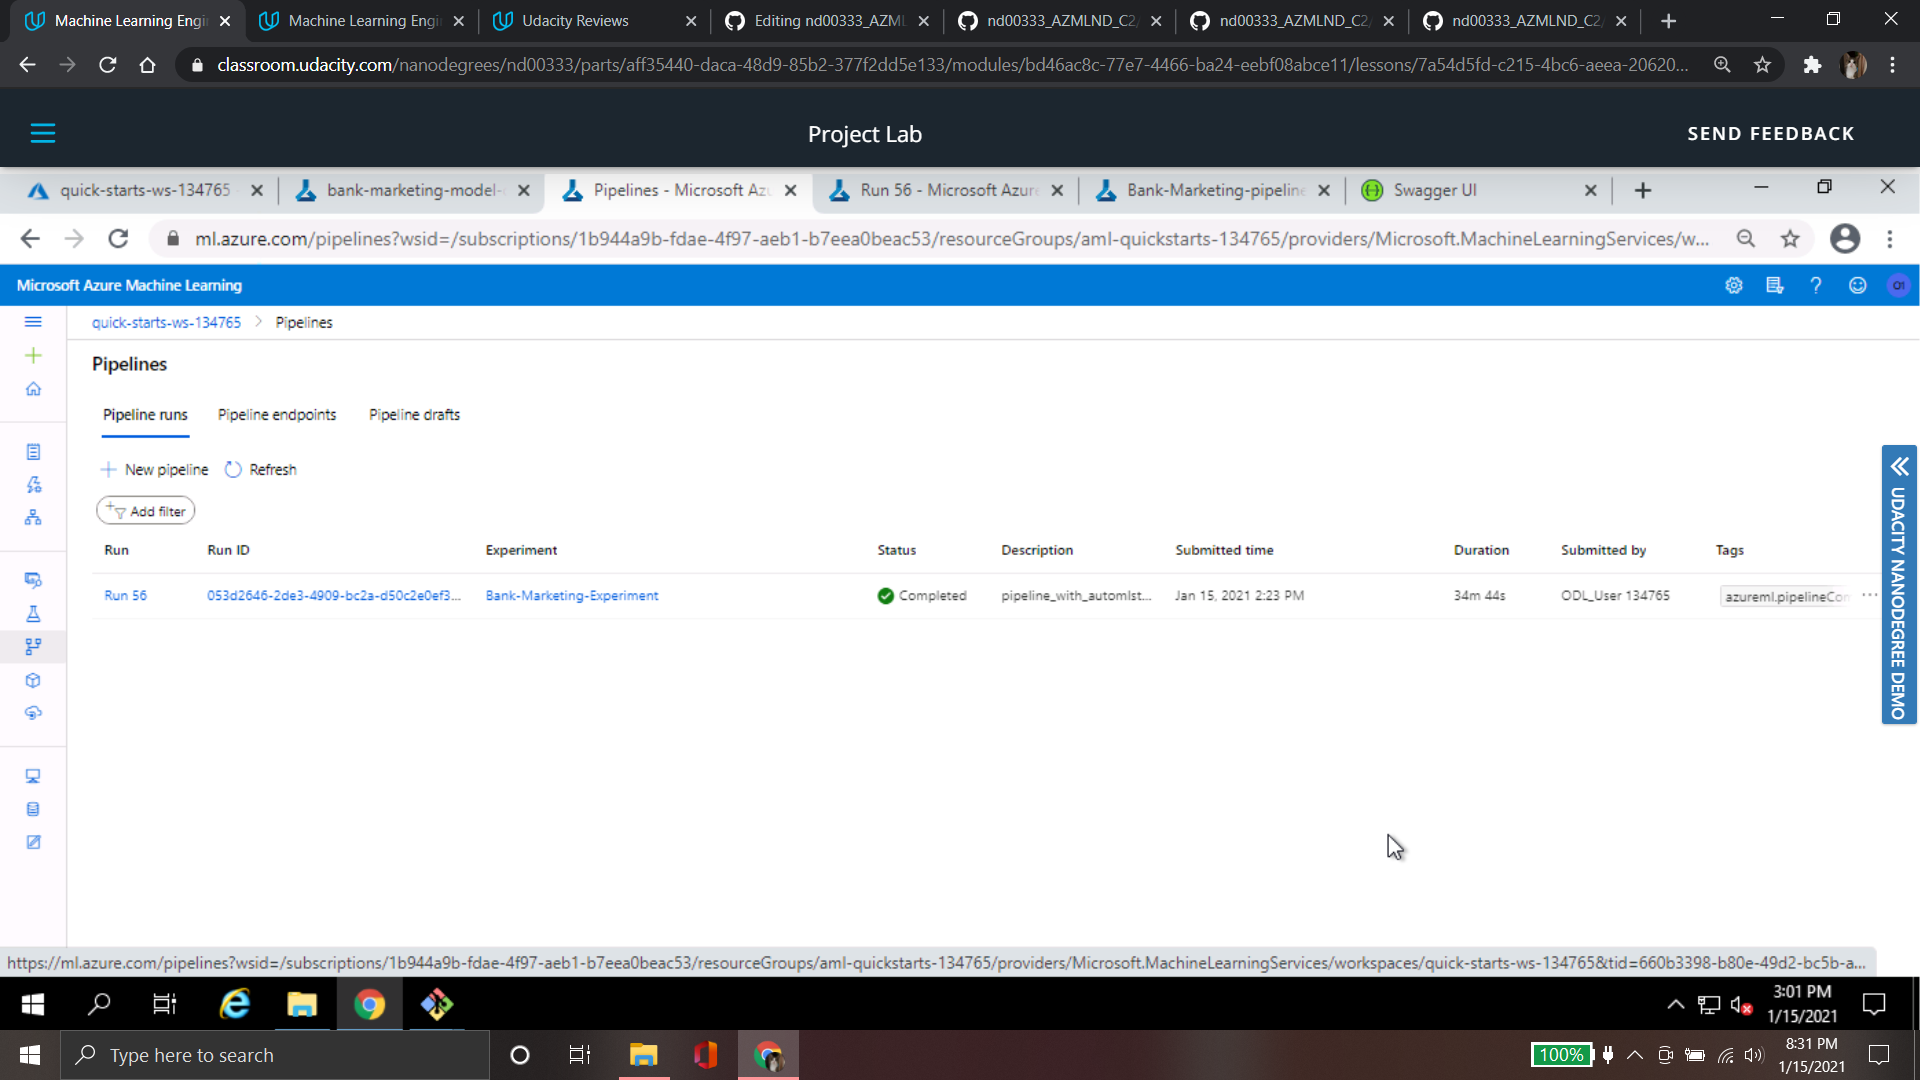 Machine Learning Engi
Machine Learning Engi
Udacity Reviews
Editing nd00333_AZML
nd00333_AZMLND_C2/
nd00333_AZMLND_C2/
nd00333_AZMLND_C2/
classroom.udacity.com/nanodegrees/nd00333/parts/aff35440-daca-48d9-85b2-377f2dd5e133/modules/bd46ac8c-77e7-4466-ba24-eebf08abce11/lessons/7a54d5fd-c215-4bc6-aeea-20620...
Project Lab
SEND FEEDBACK
quick-starts-ws-134765
bank-marketing-model-
Pipelines - Microsoft Azu
Run 56 - Microsoft Azure
Bank-Marketing-pipeline
Swagger UI
ml.azure.com/pipelines?wsid=/subscriptions/1b944a9b-fdae-4f97-aeb1-b7eea0beac53/resourceGroups/aml-quickstarts-134765/providers/Microsoft.MachineLearningServices/w...
Microsoft Azure Machine Learning
quick-starts-ws-134765 > Pipelines
Pipelines
Pipeline runs
Pipeline endpoints
Pipeline drafts
New pipeline
Refresh
Add filter
Run Run ID Experiment Status Description Submitted time Duration Submitted by Tags
Run 56 053d2646-2de3-4909-bc2a-d50c2e0ef3... Bank-Marketing-Experiment Completed pipeline_with_automlst... Jan 15, 2021 2:23 PM 34m 44s ODL_User 134765 azureml.pipelineCon ...
UDACITY NANODEGREE DEMO
https://ml.azure.com/pipelines?wsid=/subscriptions/1b944a9b-fdae-4f97-aeb1-b7eea0beac53/resourceGroups/aml-quickstarts-134765/providers/Microsoft.MachineLearningServices/workspaces/quick-starts-ws-134765&tid=660b3398-b80e-49d2-bc5b-a...
3:01 PM
1/15/2021
Type here to search
100%
8:31 PM
1/15/2021